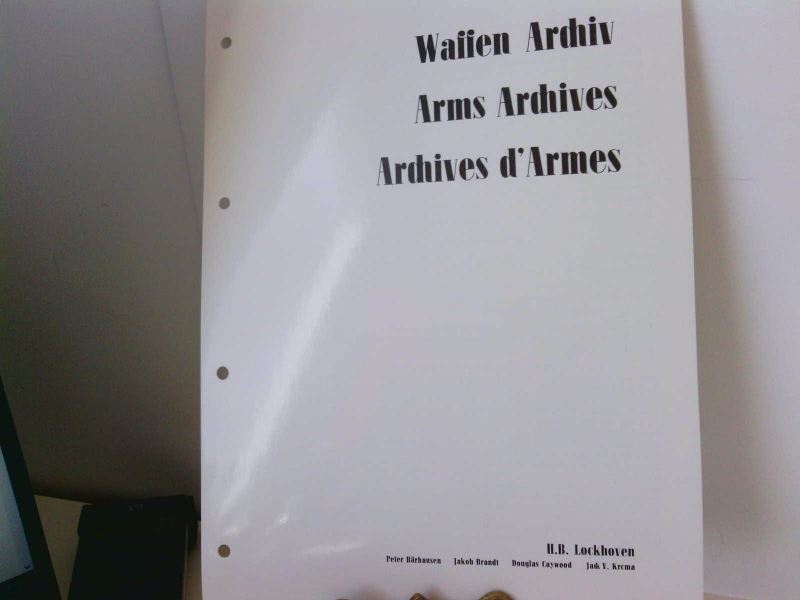 Waffen Archiv
Arms Archives
Archives d'Armes
H.B. Lockhoven
Peter Bärhausen Jakob Brandt Douglas Caywood Jack Y. Krcma